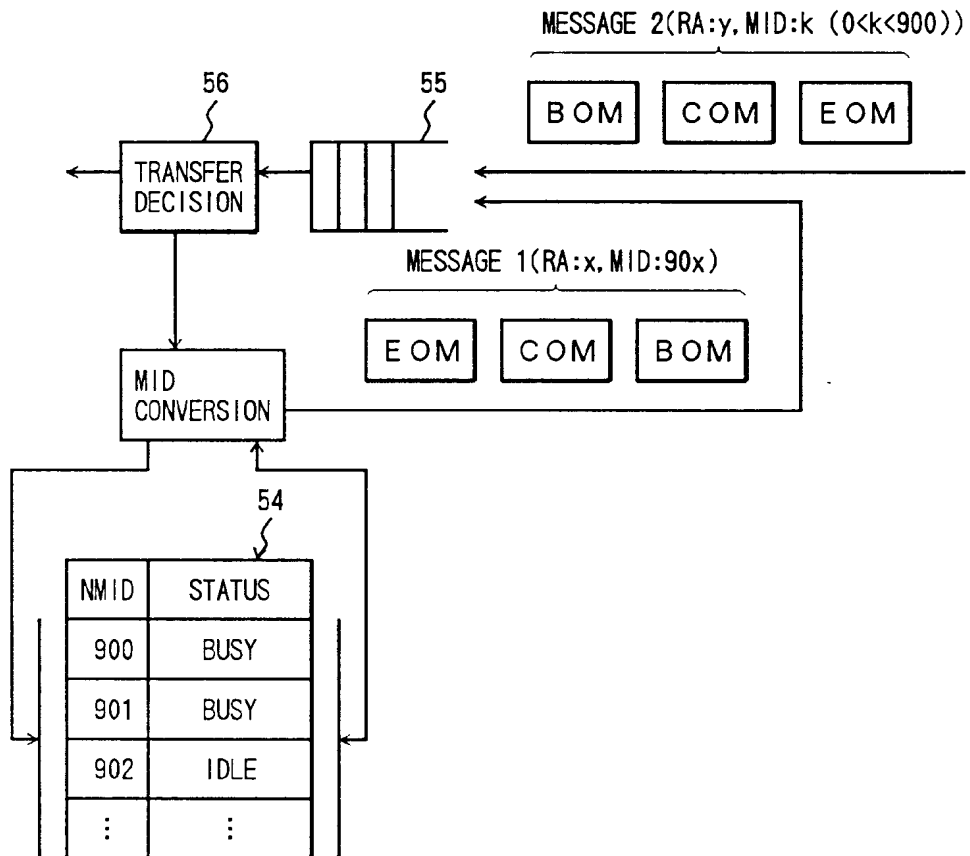 MESSAGE 2(RA:y, MID:k (0<k<900))
56
55
BOM
COM
EOM
TRANSFER
DECISION
MESSAGE 1(RA:x, MID:90x)
EOM
COM
BOM
MID
CONVERSION
54
NMID STATUS
900 BUSY
901 BUSY
902 IDLE
⋮ ⋮